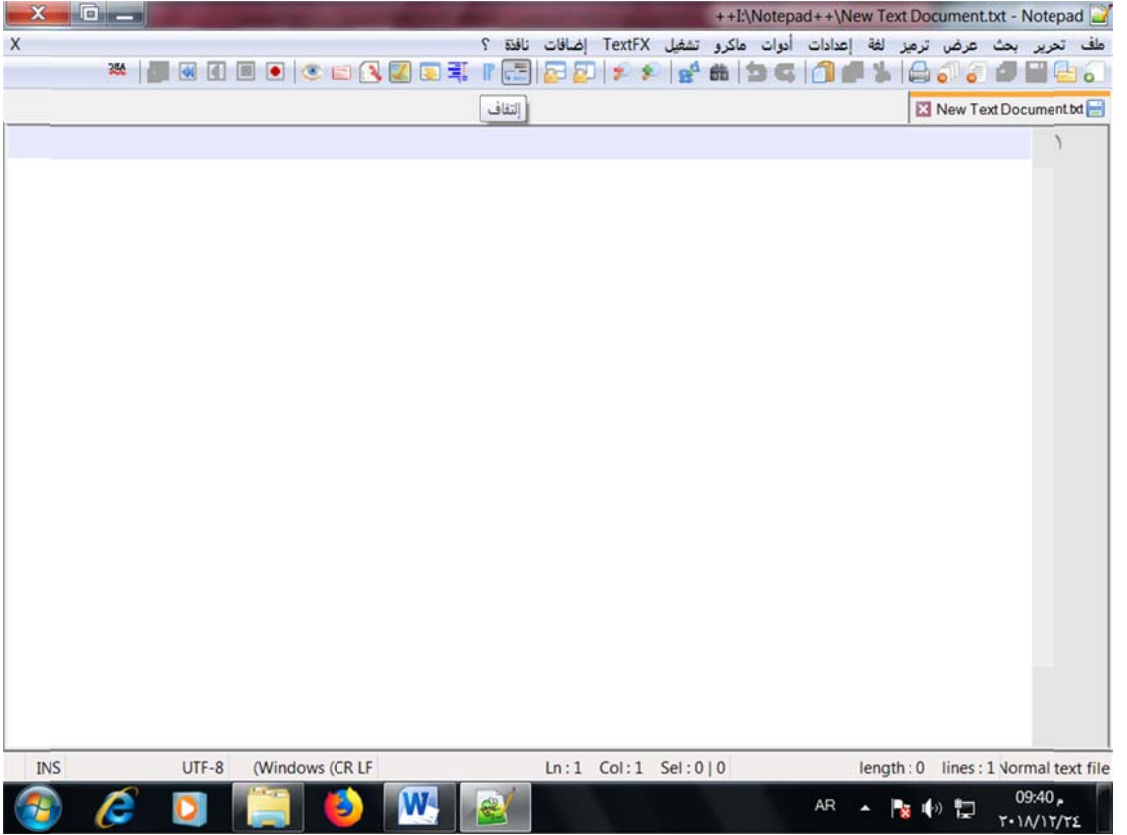 ++I:\Notepad++\New Text Document.txt - Notepad
ملف تحرير بحث عرض ترميز لغة إعدادات أدوات ماكرو تشغيل TextFX إضافات نافذة ؟ X
New Text Document.txt
إلتفاف
١
INS UTF-8 (Windows (CR LF Ln : 1 Col : 1 Sel : 0 | 0 length : 0 lines : 1 Normal text file
AR 09:40 م
٢٠١٨/١٢/٢٤